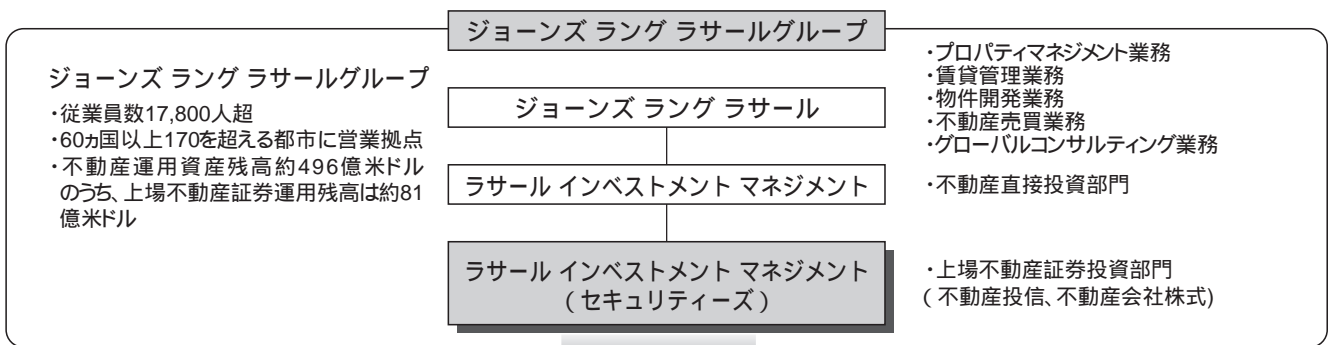 ジョーンズ ラング ラサールグループ
ジョーンズ ラング ラサールグループ
・従業員数17,800人超
・60ヵ国以上170を超える都市に営業拠点
・不動産運用資産残高約496億米ドル
のうち、上場不動産証券運用残高は約81
億米ドル
ジョーンズ ラング ラサール
・プロパティマネジメント業務
・賃貸管理業務
・物件開発業務
・不動産売買業務
・グローバルコンサルティング業務
ラサール インベストメント マネジメント
・不動産直接投資部門
ラサール インベストメント マネジメント
(セキュリティーズ)
・上場不動産証券投資部門
(不動産投信、不動産会社株式)